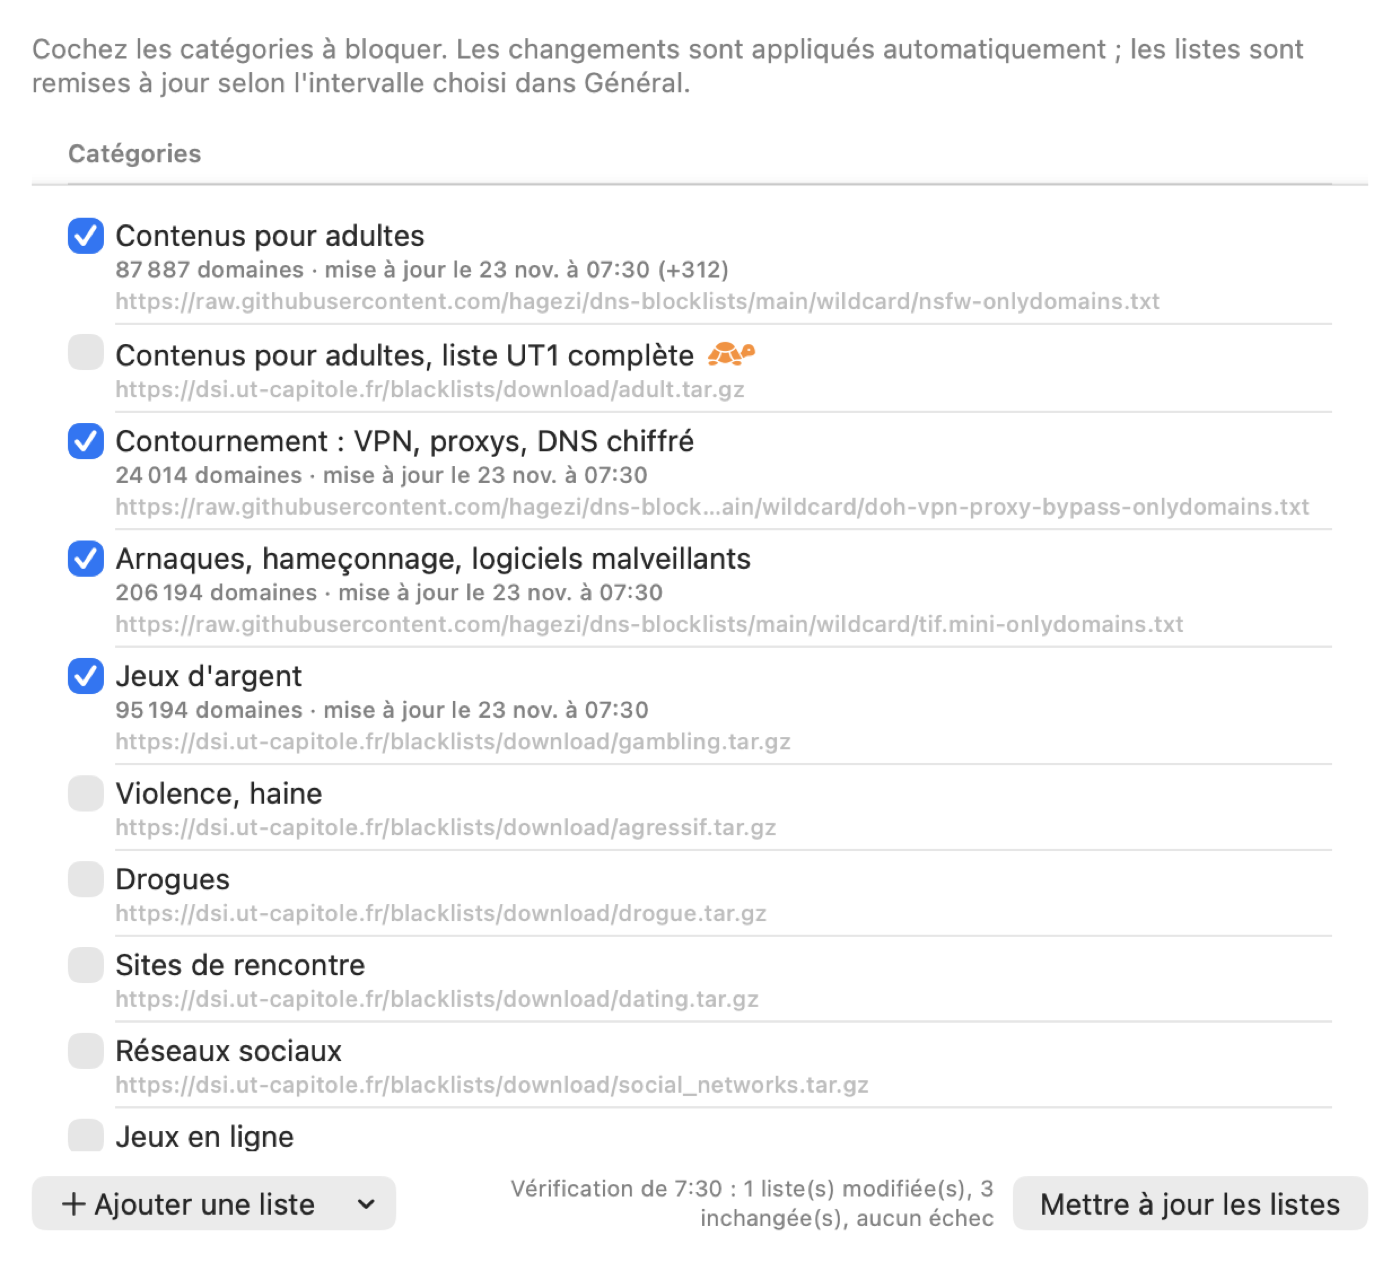 Cochez les catégories à bloquer. Les changements sont appliqués automatiquement ; les listes sont
remises à jour selon l'intervalle choisi dans Général.
Catégories
Contenus pour adultes
87 887 domaines · mise à jour le 23 nov. à 07:30 (+312)
https://raw.githubusercontent.com/hagezi/dns-blocklists/main/wildcard/nsfw-onlydomains.txt
Contenus pour adultes, liste UT1 complète
https://dsi.ut-capitole.fr/blacklists/download/adult.tar.gz
Contournement : VPN, proxys, DNS chiffré
24 014 domaines · mise à jour le 23 nov. à 07:30
https://raw.githubusercontent.com/hagezi/dns-block...ain/wildcard/doh-vpn-proxy-bypass-onlydomains.txt
Arnaques, hameçonnage, logiciels malveillants
206 194 domaines · mise à jour le 23 nov. à 07:30
https://raw.githubusercontent.com/hagezi/dns-blocklists/main/wildcard/tif.mini-onlydomains.txt
Jeux d'argent
95 194 domaines · mise à jour le 23 nov. à 07:30
https://dsi.ut-capitole.fr/blacklists/download/gambling.tar.gz
Violence, haine
https://dsi.ut-capitole.fr/blacklists/download/agressif.tar.gz
Drogues
https://dsi.ut-capitole.fr/blacklists/download/drogue.tar.gz
Sites de rencontre
https://dsi.ut-capitole.fr/blacklists/download/dating.tar.gz
Réseaux sociaux
https://dsi.ut-capitole.fr/blacklists/download/social_networks.tar.gz
Jeux en ligne
+ Ajouter une liste
Vérification de 7:30 : 1 liste(s) modifiée(s), 3
inchangée(s), aucun échec
Mettre à jour les listes